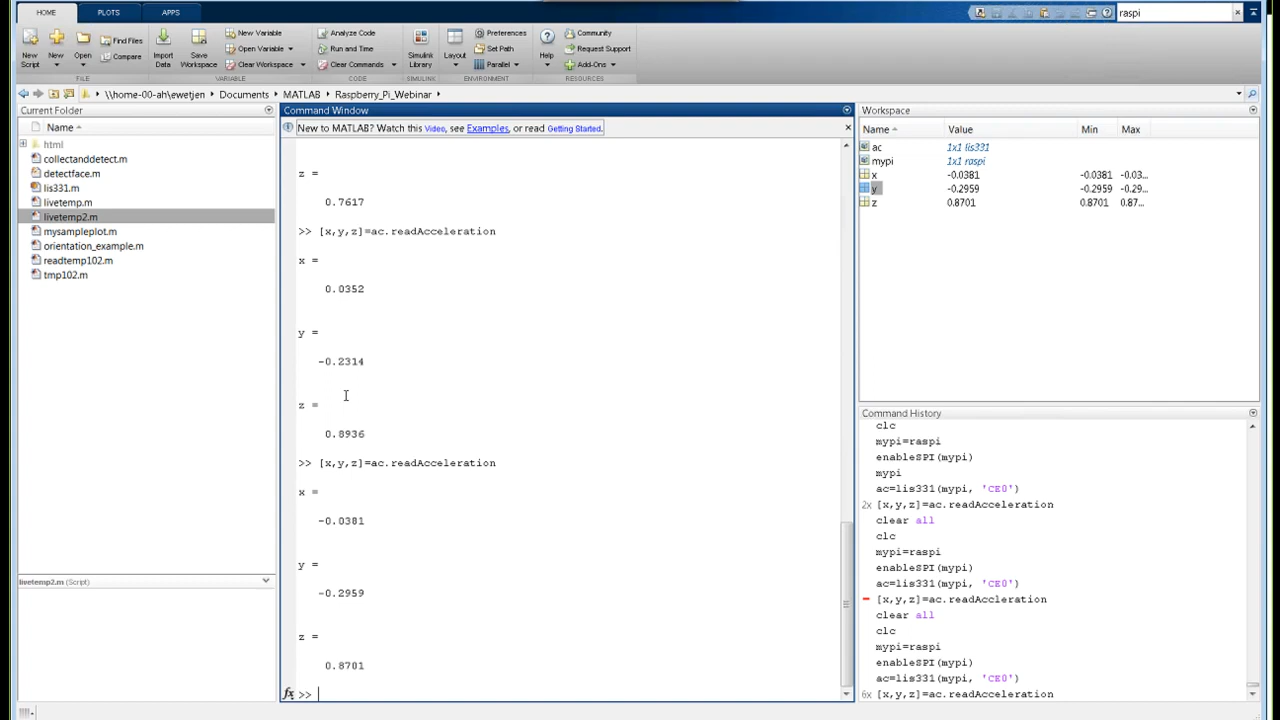 HOME
PLOTS
APPS
raspi
New Script
New
Open
Find Files
Compare
Import Data
Save Workspace
New Variable
Open Variable
Clear Workspace
Analyze Code
Run and Time
Clear Commands
Simulink Library
Layout
Preferences
Set Path
Parallel
Help
Community
Request Support
Add-Ons
FILE
VARIABLE
CODE
SIMULINK
ENVIRONMENT
RESOURCES
\\home-00-ah\ewetjen
Documents
MATLAB
Raspberry_Pi_Webinar
Current Folder
Name
html
collectanddetect.m
detectface.m
lis331.m
livetemp.m
livetemp2.m
mysampleplot.m
orientation_example.m
readtemp102.m
tmp102.m
livetemp2.m (Script)
Command Window
New to MATLAB? Watch this Video, see Examples, or read Getting Started.
z =
0.7617
>> [x,y,z]=ac.readAcceleration
x =
0.0352
y =
-0.2314
z =
0.8936
>> [x,y,z]=ac.readAcceleration
x =
-0.0381
y =
-0.2959
z =
0.8701
fx >>
Workspace
Name Value Min Max
ac 1x1 lis331
mypi 1x1 raspi
x -0.0381 -0.0381 -0.03...
y -0.2959 -0.2959 -0.29...
z 0.8701 0.8701 0.87...
Command History
clc
mypi=raspi
enableSPI(mypi)
mypi
ac=lis331(mypi, 'CE0')
2x [x,y,z]=ac.readAcceleration
clear all
clc
mypi=raspi
enableSPI(mypi)
ac=lis331(mypi, 'CE0')
[x,y,z]=ac.readAccleration
clear all
clc
mypi=raspi
enableSPI(mypi)
ac=lis331(mypi, 'CE0')
6x [x,y,z]=ac.readAcceleration